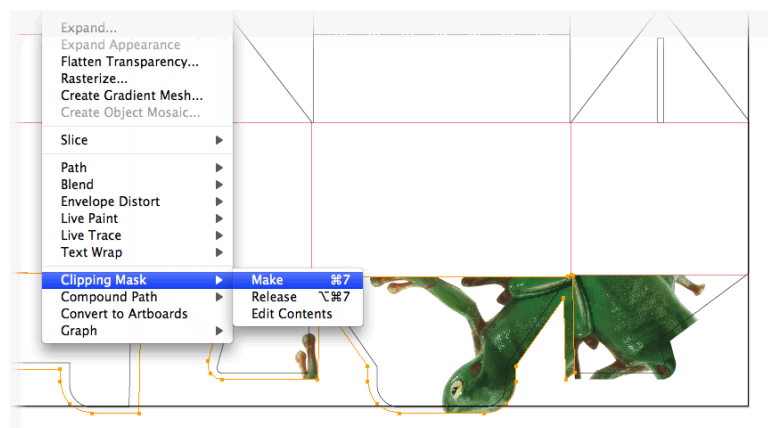 Expand...
Expand Appearance
Flatten Transparency...
Rasterize...
Create Gradient Mesh...
Create Object Mosaic...
Slice
Path
Blend
Envelope Distort
Live Paint
Live Trace
Text Wrap
Clipping Mask
Make ⌘7
Compound Path
Release ⌥⌘7
Convert to Artboards
Edit Contents
Graph